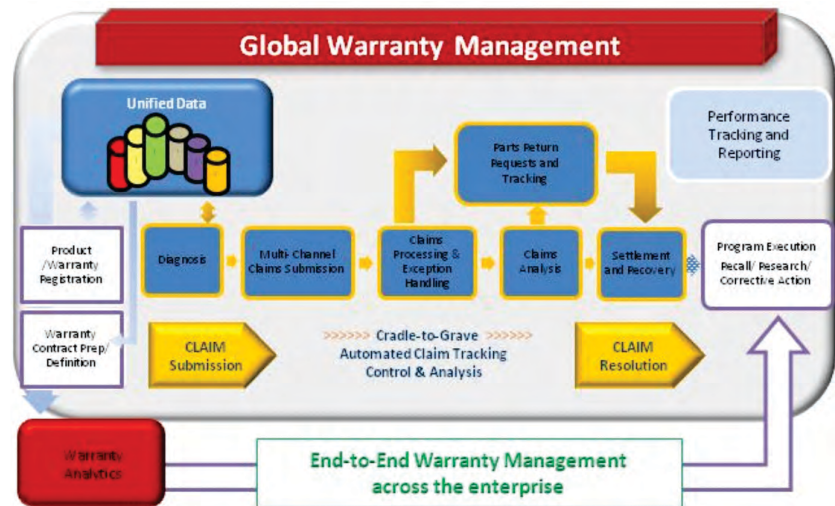 Global Warranty Management
Unified Data
Performance
Tracking and
Reporting
Parts Return
Requests and
Tracking
Product
/Warranty
Registration
Diagnosis
Multi-Channel
Claims Submission
Claims
Processing &
Exception
Handling
Claims
Analysis
Settlement
and Recovery
Program Execution
Recall/ Research/
Corrective Action
Warranty
Contract Prep/
Definition
CLAIM
Submission
>>>>>> Cradle-to-Grave >>>>>>
Automated Claim Tracking
Control & Analysis
CLAIM
Resolution
Warranty
Analytics
End-to-End Warranty Management
across the enterprise